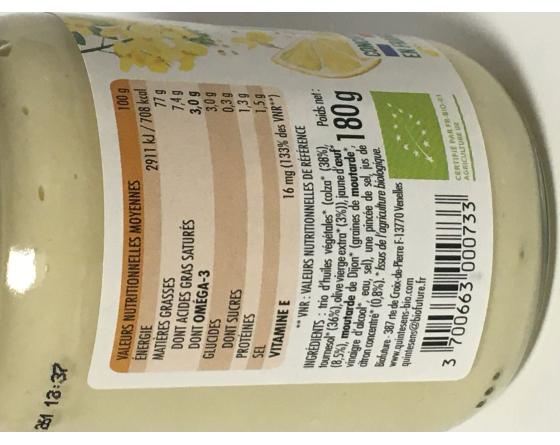 VALEURS NUTRITIONNELLES MOYENNES 100 g
ÉNERGIE 2911 kJ / 708 kcal
MATIÈRES GRASSES 77 g
DONT ACIDES GRAS SATURÉS 7,4 g
DONT OMÉGA-3 3,0 g
GLUCIDES 3,0 g
DONT SUCRES 0,3 g
PROTÉINES 1,3 g
SEL 1,5 g
VITAMINE E 16 mg (133% des VNR**)
** VNR : VALEURS NUTRITIONNELLES DE RÉFÉRENCE
INGRÉDIENTS : trio d'huiles végétales* (colza* (38%),
tournesol* (36%), olive vierge extra* (3%)), jaune d'œuf*
(8,5%), moutarde de Dijon* (graines de moutarde*,
vinaigre d'alcool*, eau, sel), une pincée de sel, jus de
citron concentré* (0,8%). * Issus de l'agriculture biologique.
Poids net :
180g
Biofuture - 387 rte de Croix-de-Pierre F-13770 Venelles
www.quintesens-bio.com
quintesens@biofuture.fr
3 700663 000733
CERTIFIÉ PAR FR-BIO-01
AGRICULTURE UE
18:37